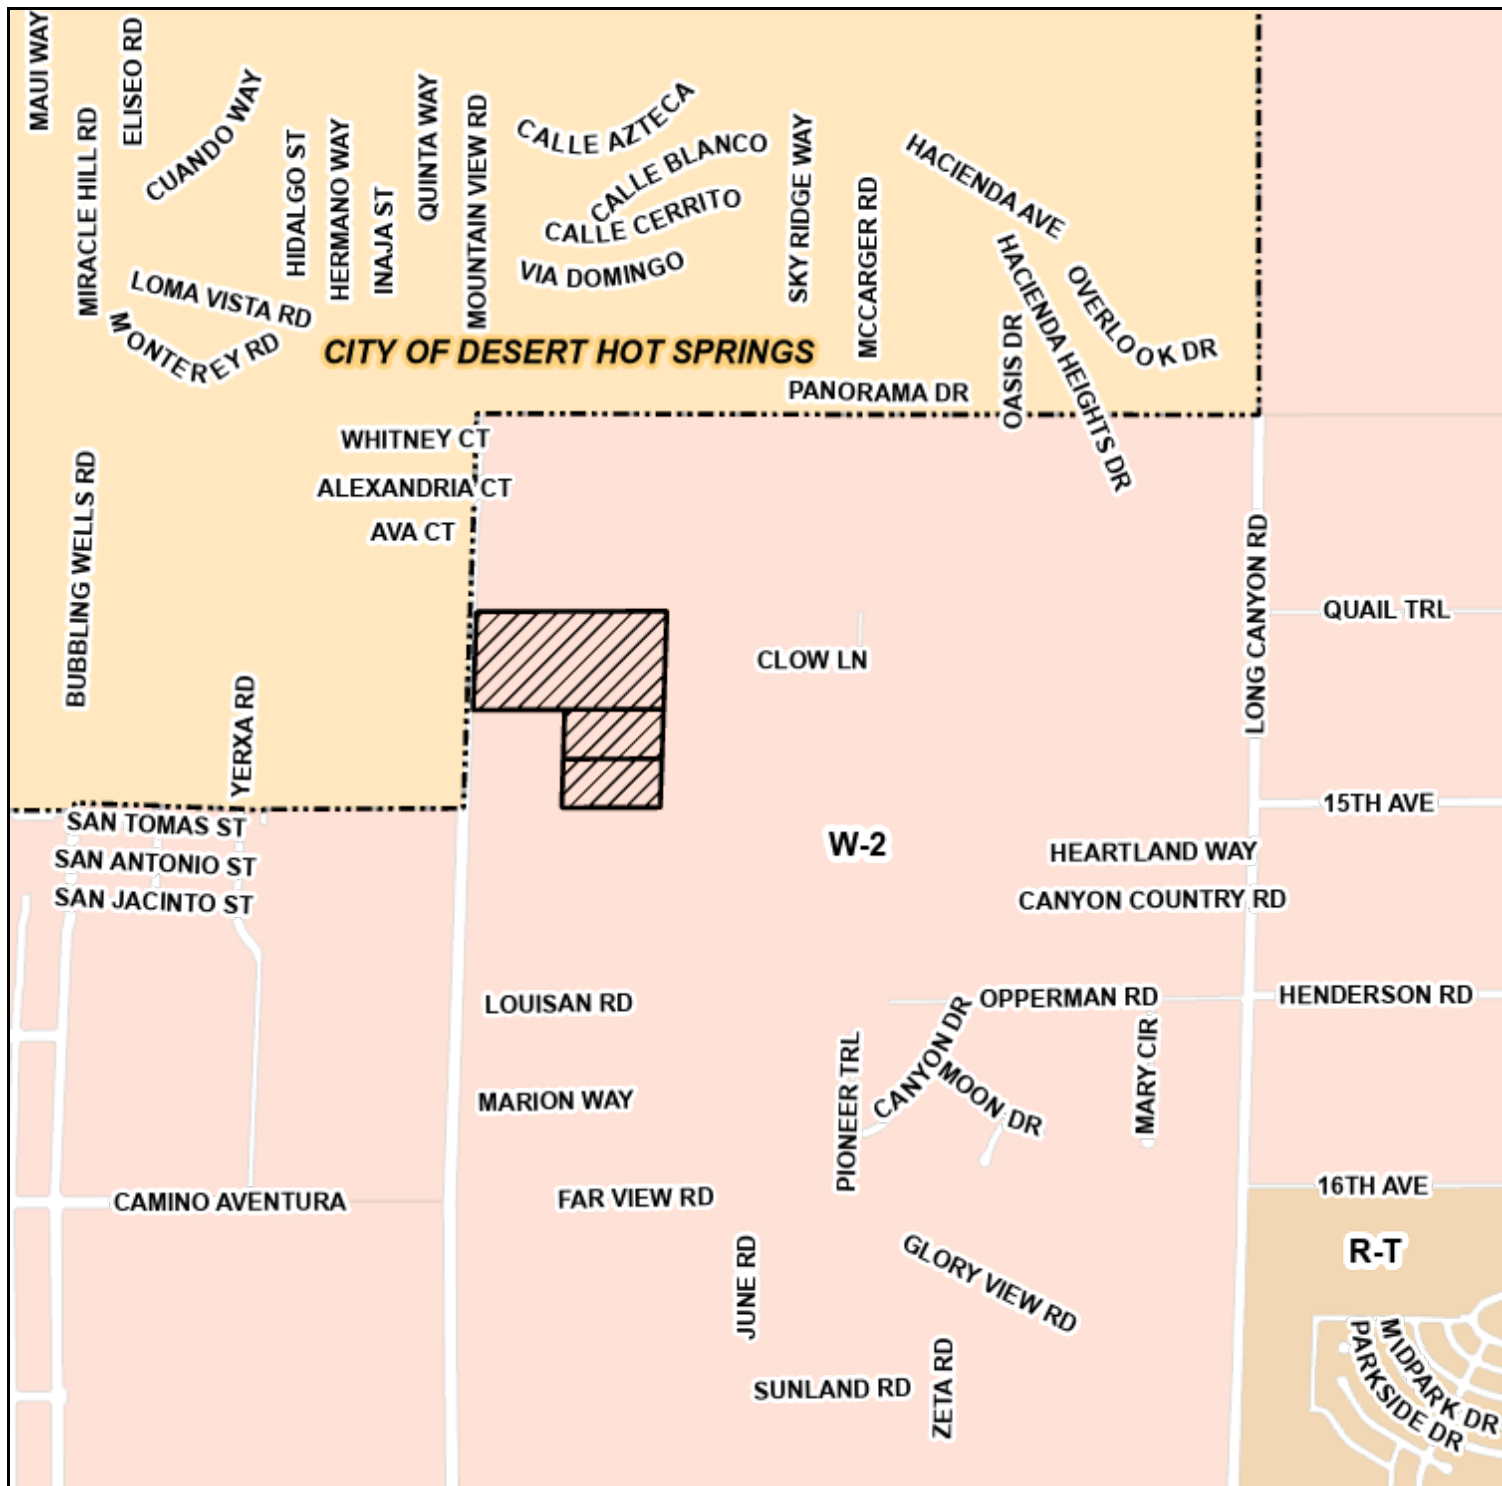 MAUI WAY
ELISEO RD
MIRACLE HILL RD
CUANDO WAY
HIDALGO ST
HERMANO WAY
INAJA ST
QUINTA WAY
MOUNTAIN VIEW RD
CALLE AZTECA
CALLE BLANCO
CALLE CERRITO
VIA DOMINGO
SKY RIDGE WAY
MCCARGER RD
HACIENDA AVE
HACIENDA HEIGHTS DR
OVERLOOK DR
OASIS DR
LOMA VISTA RD
MONTEREY RD
CITY OF DESERT HOT SPRINGS
PANORAMA DR
WHITNEY CT
ALEXANDRIA CT
AVA CT
BUBBLING WELLS RD
YERXA RD
LONG CANYON RD
QUAIL TRL
CLOW LN
15TH AVE
SAN TOMAS ST
SAN ANTONIO ST
SAN JACINTO ST
W-2
HEARTLAND WAY
CANYON COUNTRY RD
LOUISAN RD
OPPERMAN RD
HENDERSON RD
PIONEER TRL
CANYON DR
MOON DR
MARY CIR
MARION WAY
CAMINO AVENTURA
FAR VIEW RD
16TH AVE
R-T
JUNE RD
GLORY VIEW RD
SUNLAND RD
ZETA RD
MIDPARK DR
PARKSIDE DR